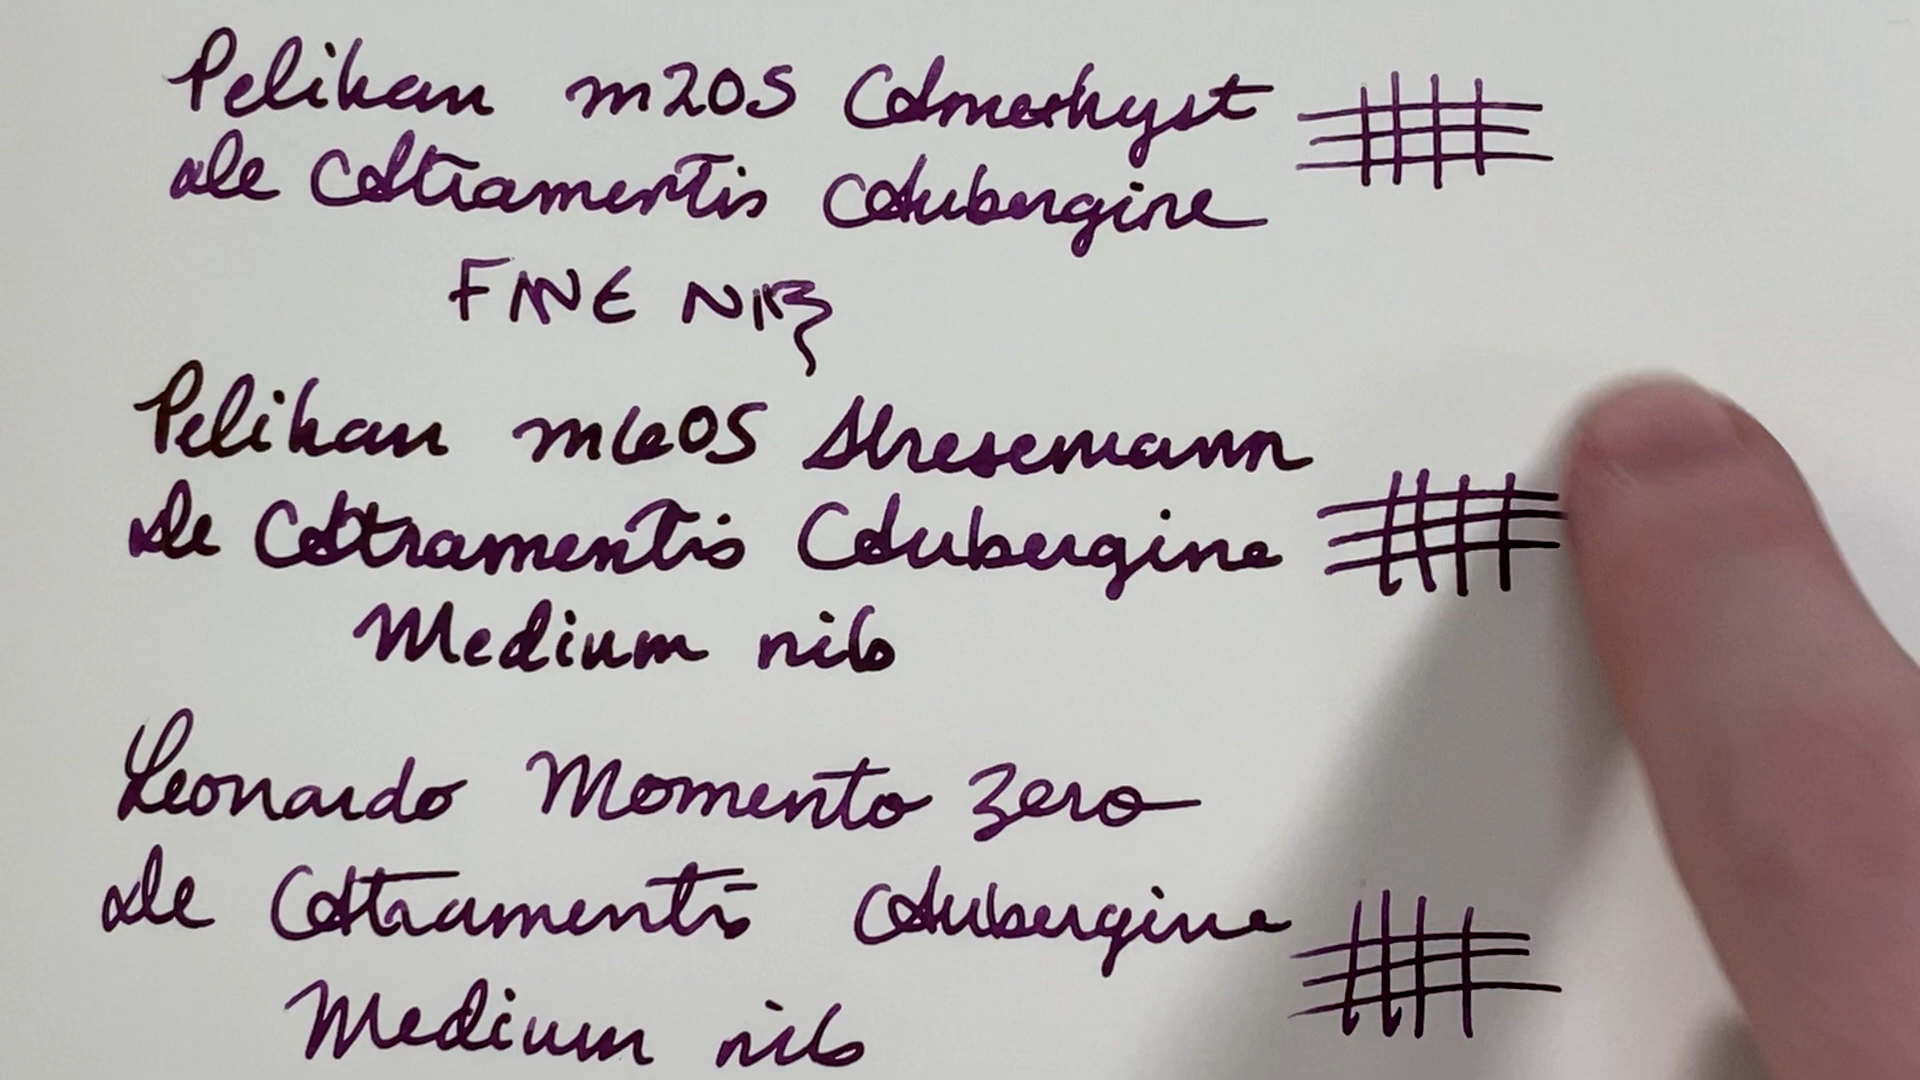 Pelikan m205 Amethyst
De Atramentis Aubergine
FINE NIB
Pelikan m605 Stresemann
De Atramentis Aubergine
Medium nib
Leonardo Momento Zero
De Atramentis Aubergine
Medium nib